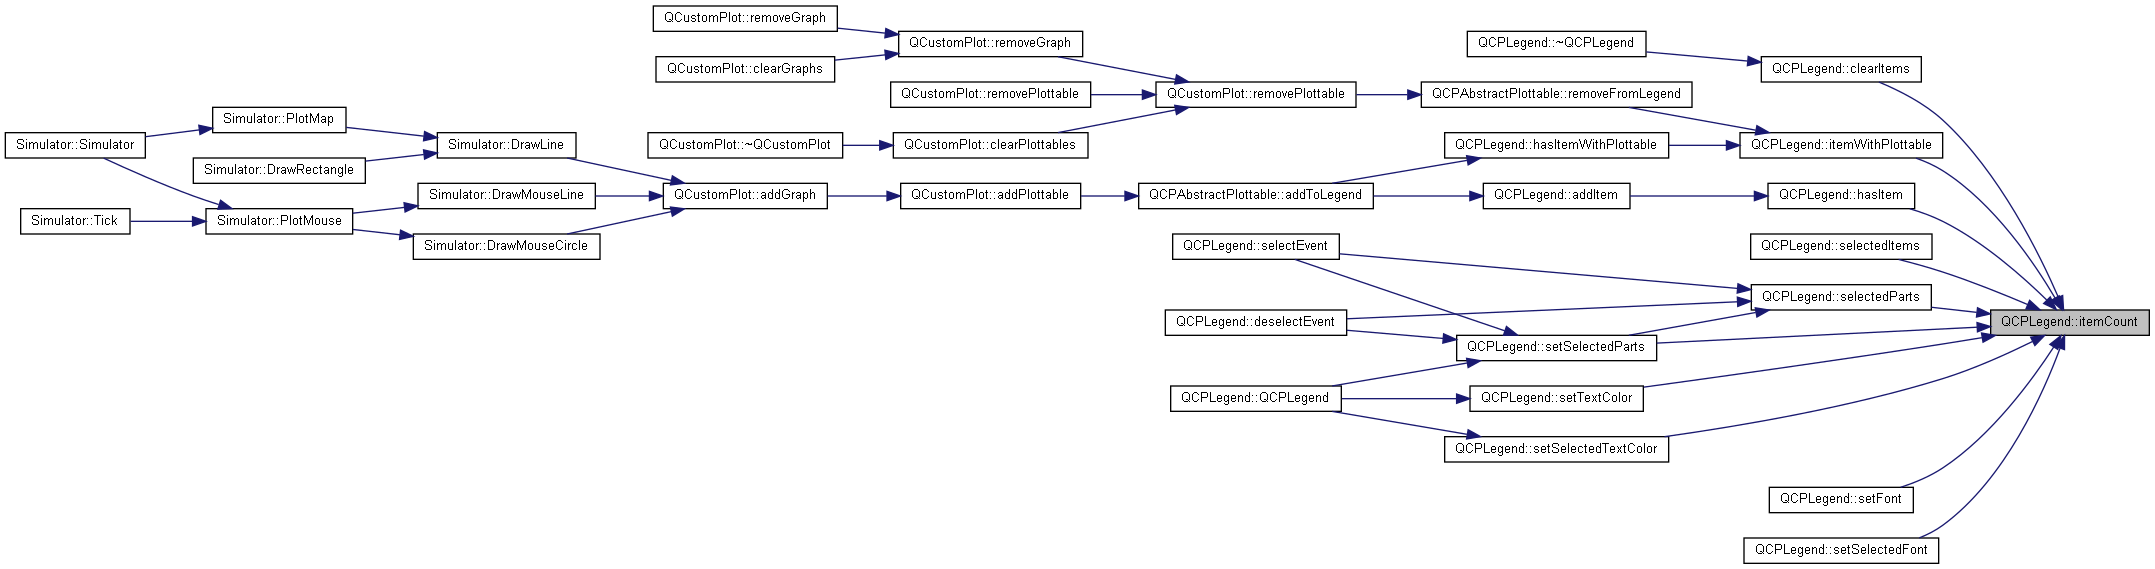 QCustomPlot::removeGraph
QCustomPlot::removeGraph
QCPLegend::~QCPLegend
QCustomPlot::clearGraphs
QCPLegend::clearItems
QCustomPlot::removePlottable
QCustomPlot::removePlottable
QCPAbstractPlottable::removeFromLegend
Simulator::PlotMap
Simulator::Simulator
Simulator::DrawLine
QCustomPlot::~QCustomPlot
QCustomPlot::clearPlottables
QCPLegend::hasItemWithPlottable
QCPLegend::itemWithPlottable
Simulator::DrawRectangle
Simulator::DrawMouseLine
QCustomPlot::addGraph
QCustomPlot::addPlottable
QCPAbstractPlottable::addToLegend
QCPLegend::addItem
QCPLegend::hasItem
Simulator::Tick
Simulator::PlotMouse
Simulator::DrawMouseCircle
QCPLegend::selectEvent
QCPLegend::selectedItems
QCPLegend::selectedParts
QCPLegend::deselectEvent
QCPLegend::itemCount
QCPLegend::setSelectedParts
QCPLegend::QCPLegend
QCPLegend::setTextColor
QCPLegend::setSelectedTextColor
QCPLegend::setFont
QCPLegend::setSelectedFont